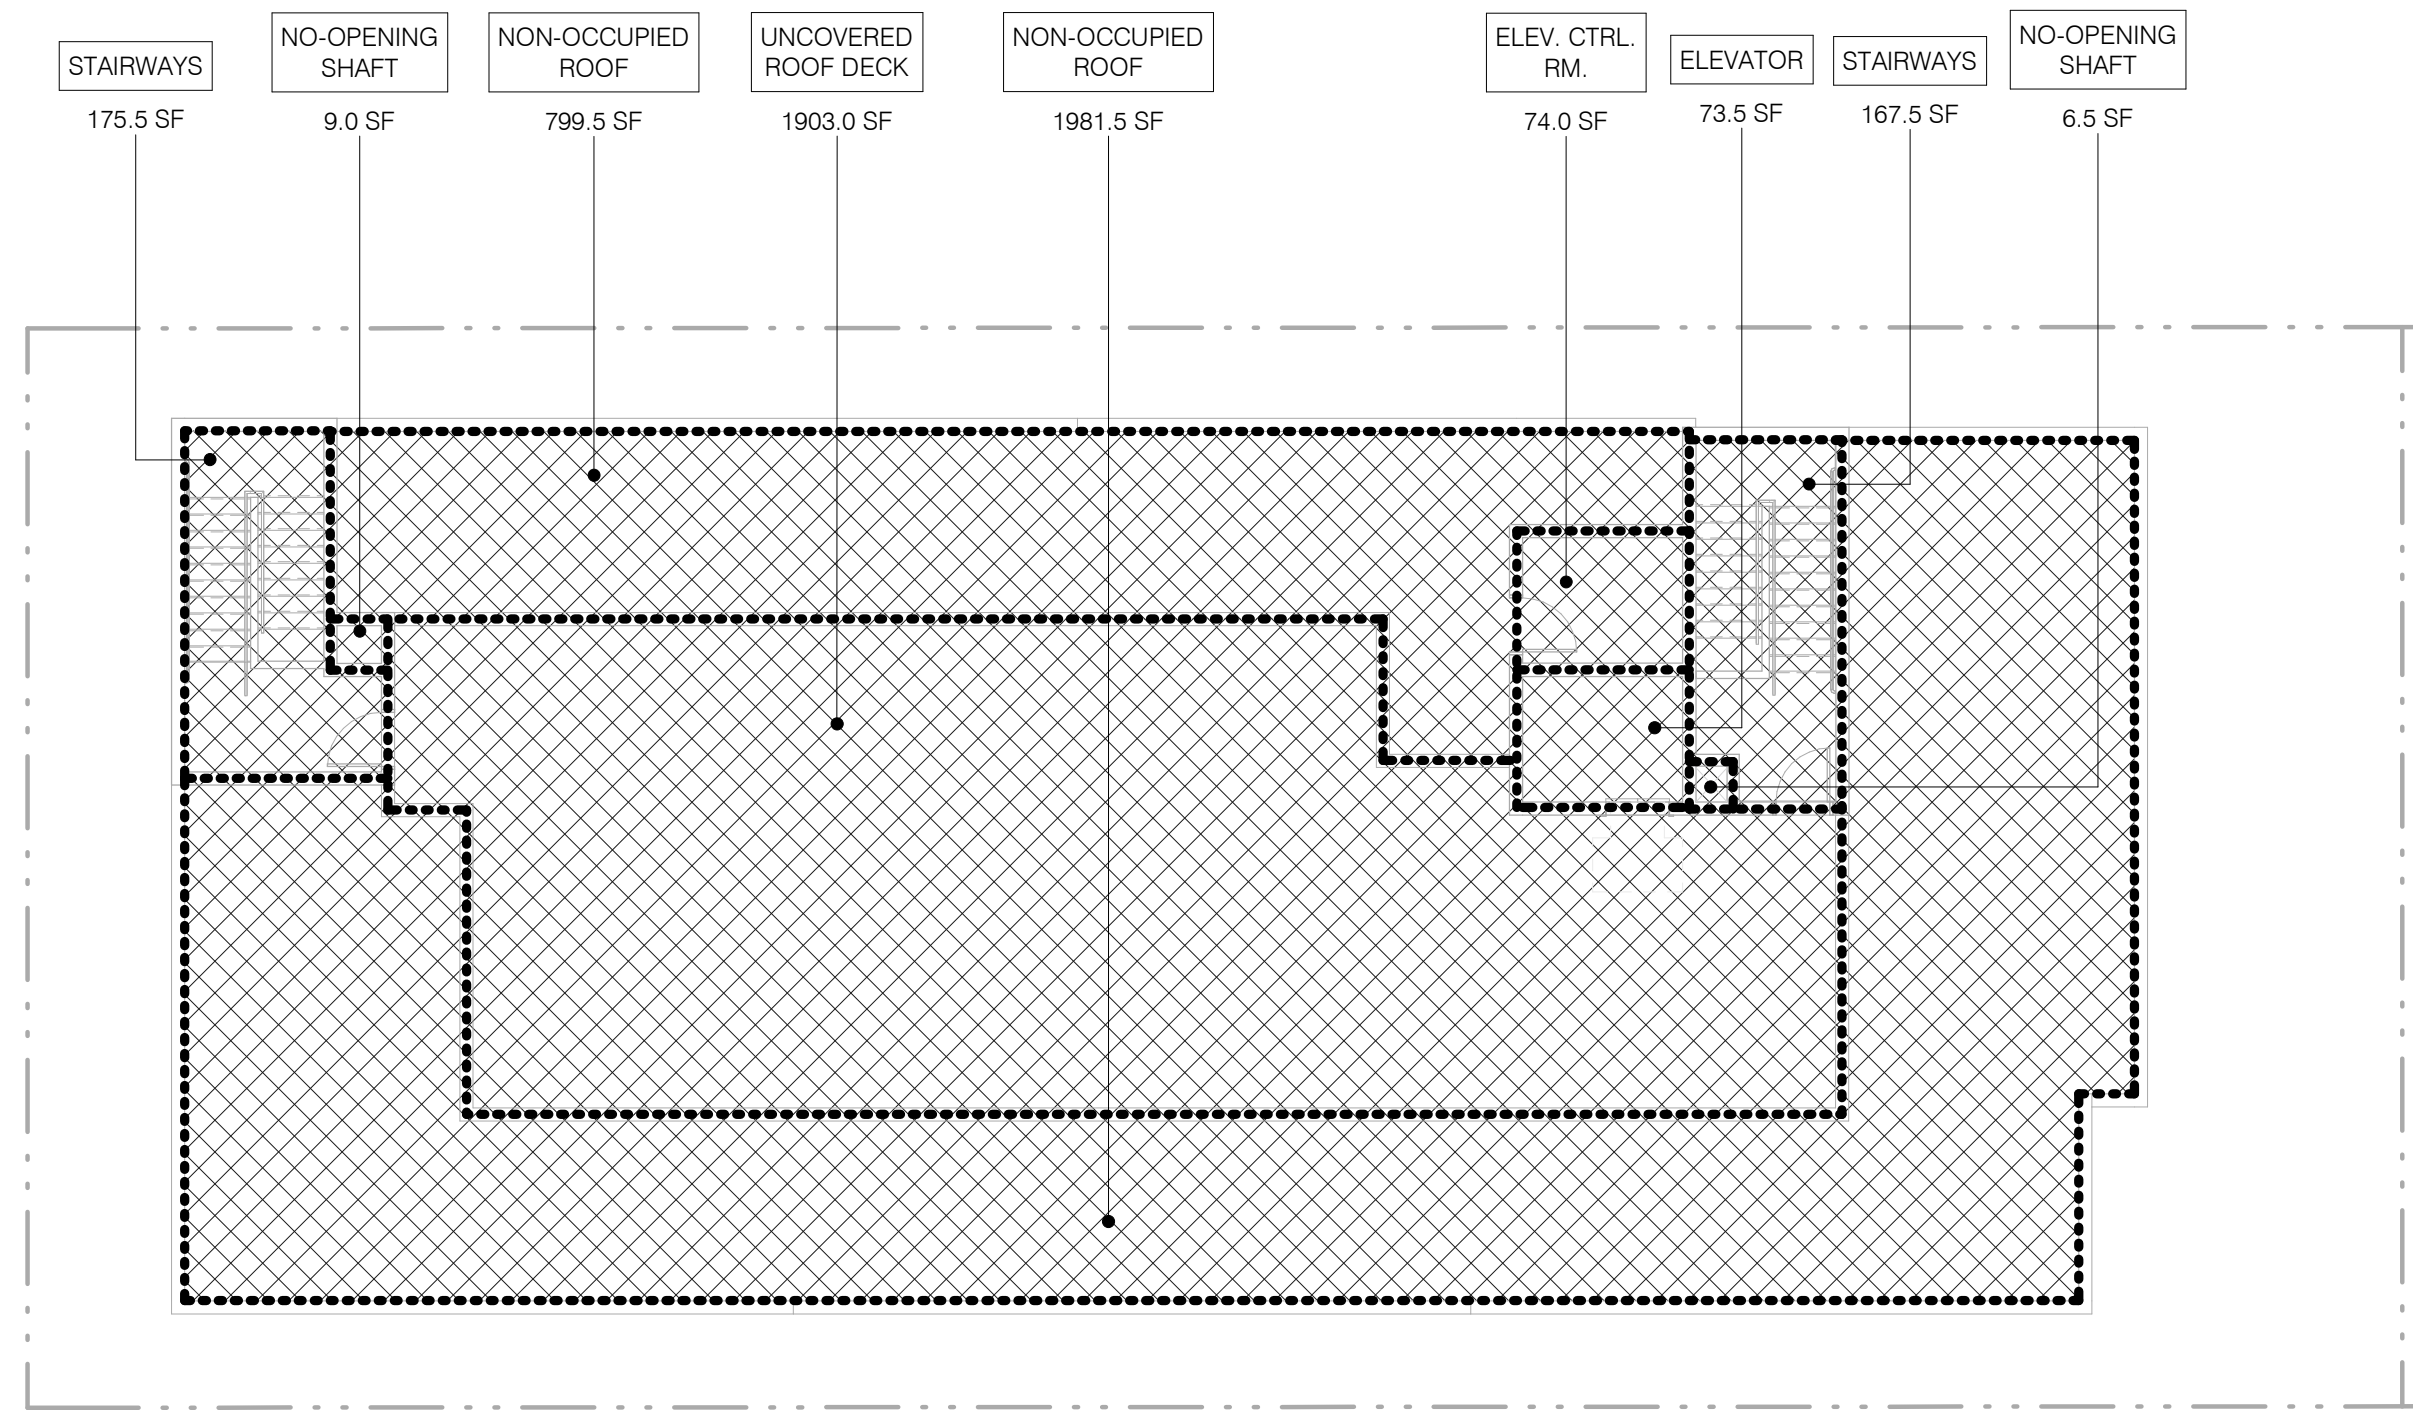 STAIRWAYS
175.5 SF
NO-OPENING
SHAFT
9.0 SF
NON-OCCUPIED
ROOF
799.5 SF
UNCOVERED
ROOF DECK
1903.0 SF
NON-OCCUPIED
ROOF
1981.5 SF
ELEV. CTRL.
RM.
74.0 SF
ELEVATOR
73.5 SF
STAIRWAYS
167.5 SF
NO-OPENING
SHAFT
6.5 SF